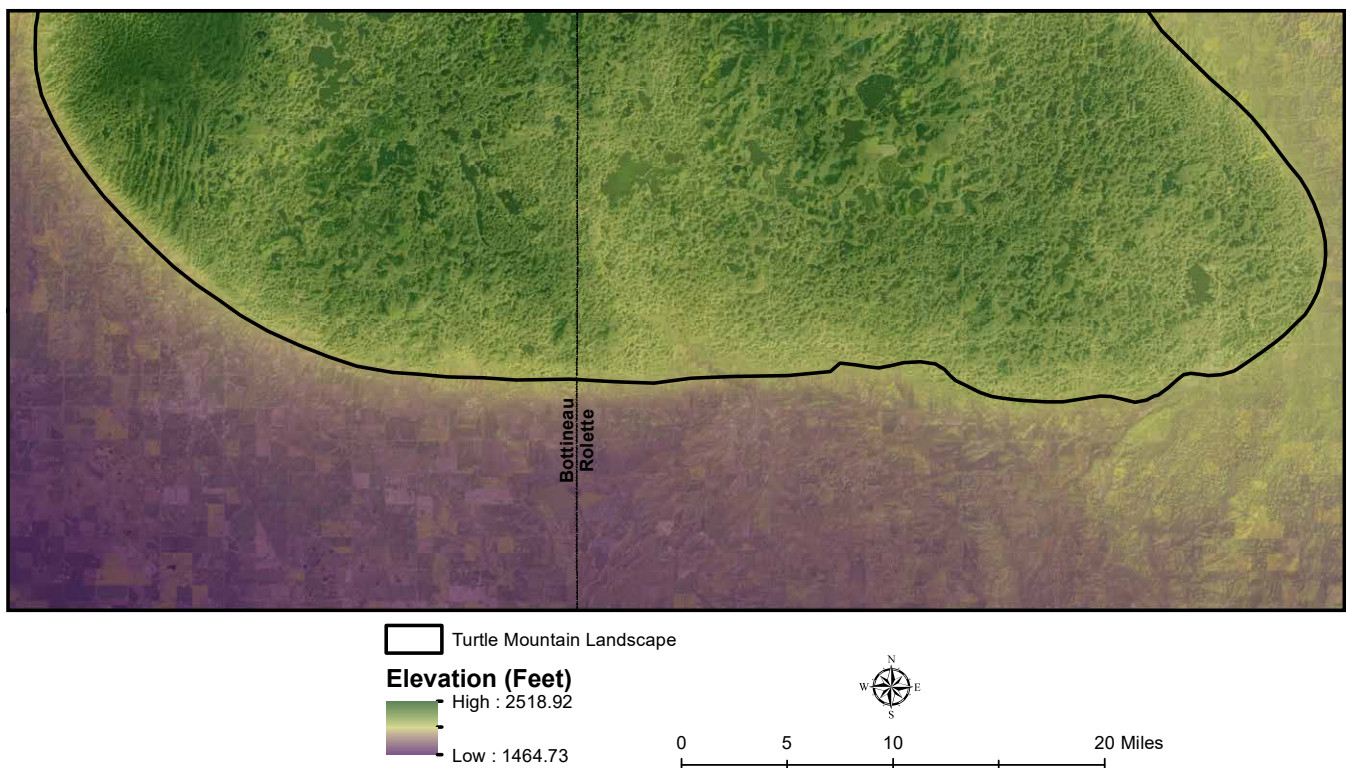 Bottineau
Rolette
Turtle Mountain Landscape
Elevation (Feet)
High : 2518.92
Low : 1464.73
N
W E
S
0 5 10 20 Miles